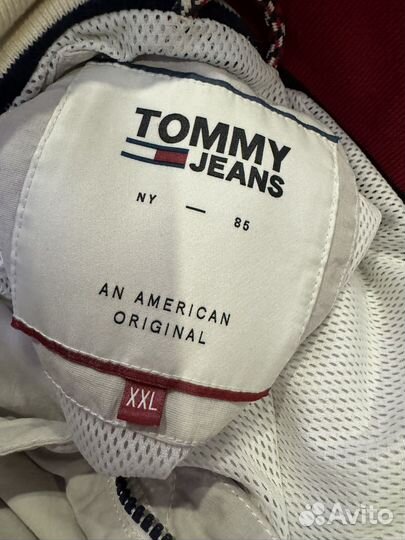 TOMMY
JEANS
NY — 85
AN AMERICAN
ORIGINAL
XXL
Avito